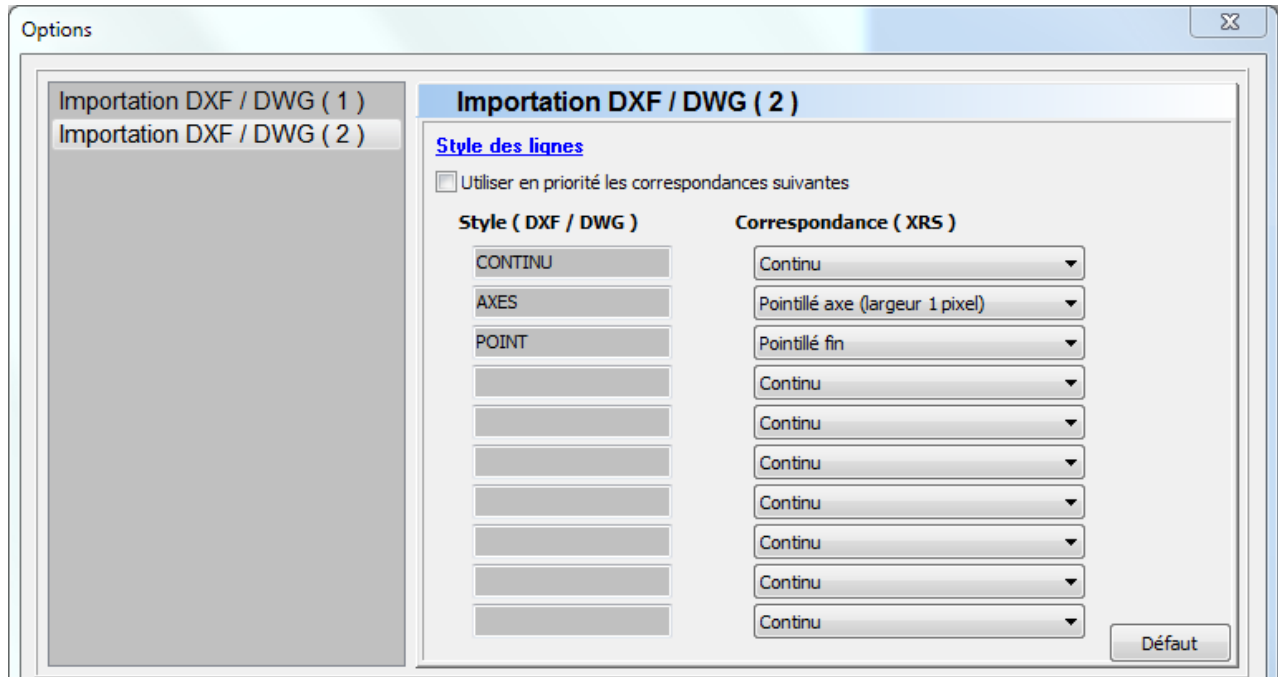 Options
Importation DXF / DWG ( 1 )
Importation DXF / DWG ( 2 )
Importation DXF / DWG ( 2 )
Style des lignes
Utiliser en priorité les correspondances suivantes
Style ( DXF / DWG ) Correspondance ( XRS )
CONTINU Continu
AXES Pointillé axe (largeur 1 pixel)
POINT Pointillé fin
Continu
Continu
Continu
Continu
Continu
Continu
Continu
Défaut